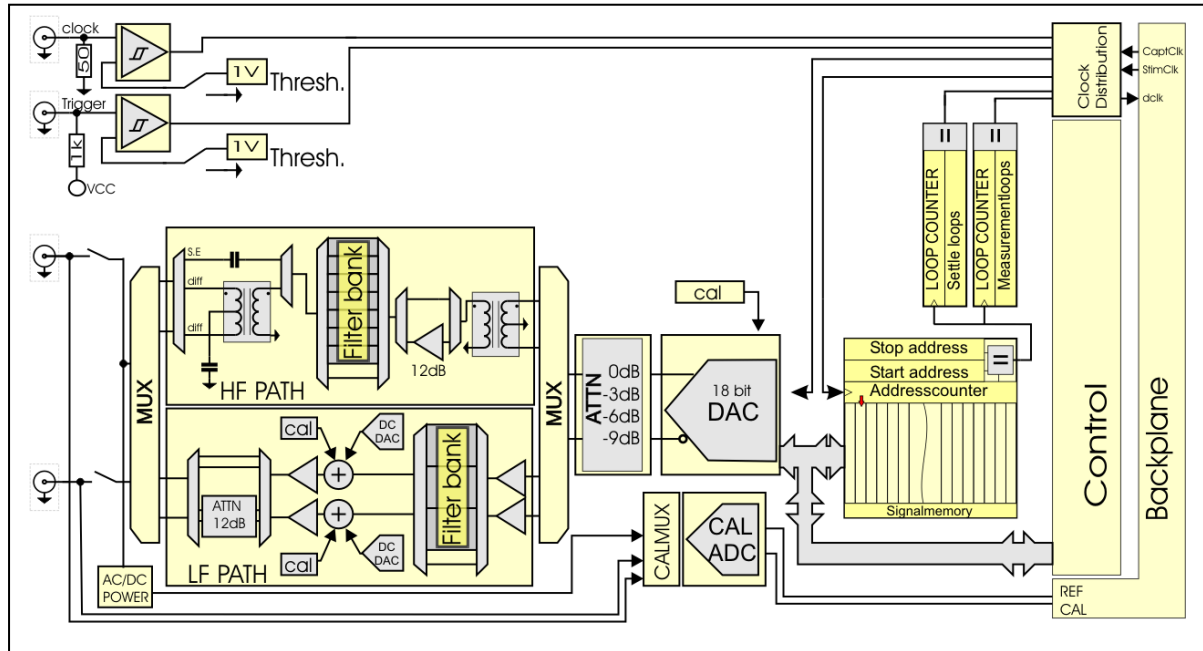 clock
50
1V
Thresh.
Trigger
1k
VCC
1V
Thresh.
Clock
Distribution
CaptClk
StimClk
dclk
Backplane
Control
=
LOOP COUNTER
Settle loops
=
LOOP COUNTER
Measurementloops
MUX
S.E
diff
diff
Filter bank
12dB
HF PATH
MUX
cal
ATTN
0dB
-3dB
-6dB
-9dB
18 bit
DAC
Stop address
Start address
=
Addresscounter
Signalmemory
cal
DC
DAC
+
ATTN
12dB
+
cal
DC
DAC
Filter bank
LF PATH
AC/DC
POWER
CALMUX
CAL
ADC
REF
CAL